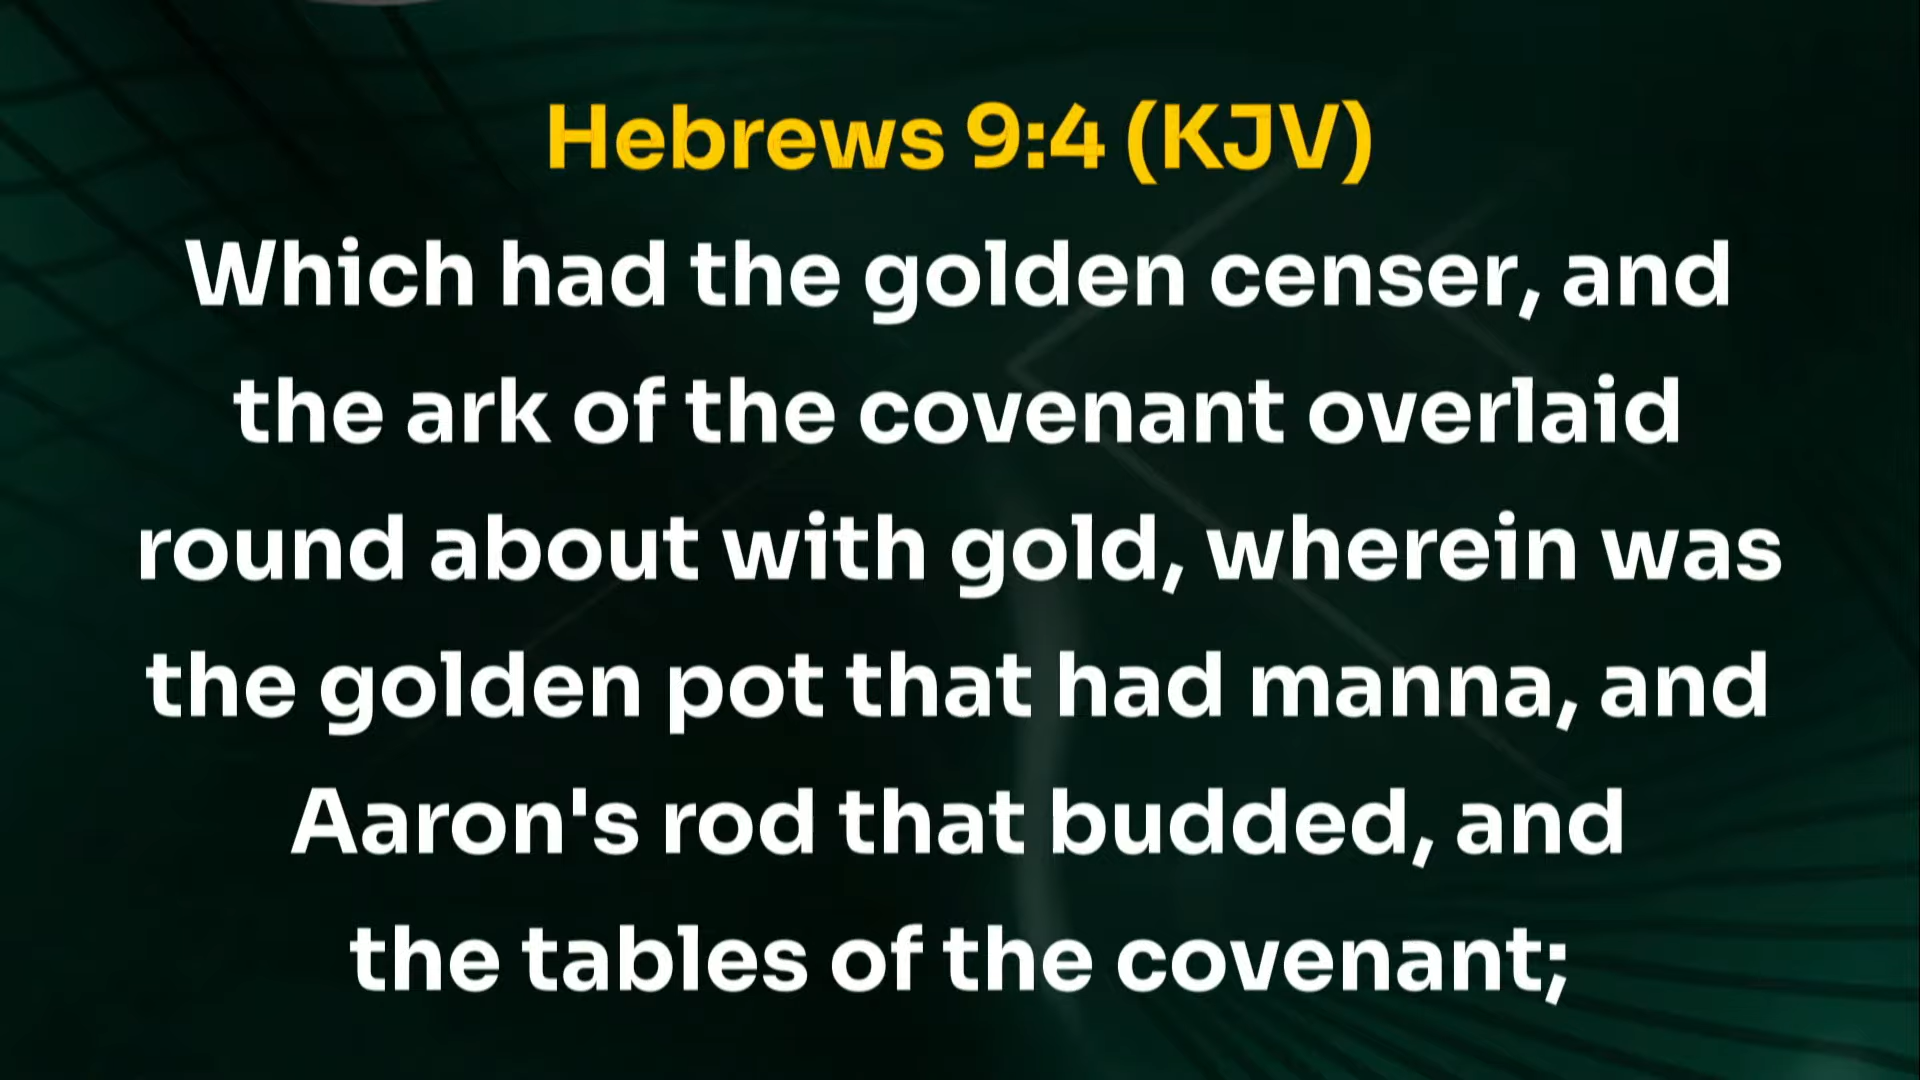 Hebrews 9:4 (KJV)
Which had the golden censer, and
the ark of the covenant overlaid
round about with gold, wherein was
the golden pot that had manna, and
Aaron's rod that budded, and
the tables of the covenant;